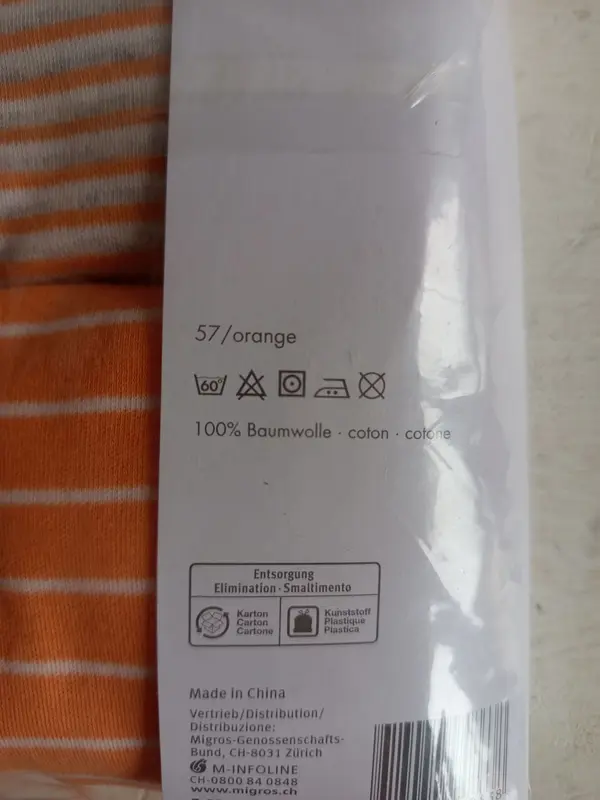 57/orange
60°
100% Baumwolle · coton · cotone
Entsorgung
Elimination · Smaltimento
Karton
Carton
Cartone
Kunststoff
Plastique
Plastica
Made in China
Vertrieb/Distribution/
Distribuzione:
Migros-Genossenschafts-
Bund, CH-8031 Zürich
M-INFOLINE
CH-0800 84 0848
www.migros.ch